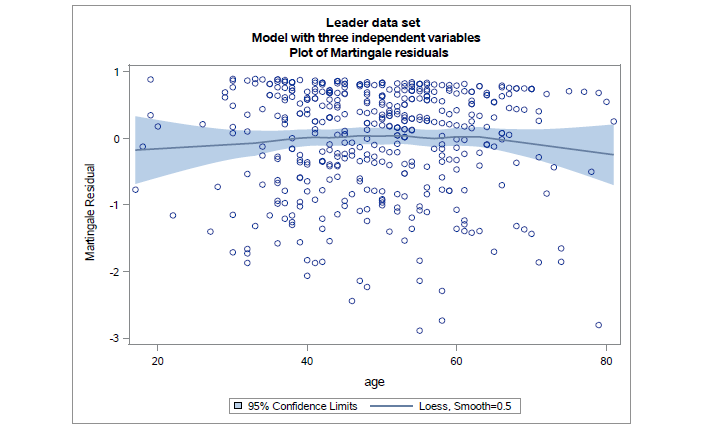 Leader data set
Model with three independent variables
Plot of Martingale residuals
1
0
-1
-2
-3
Martingale Residual
20 40 60 80
age
95% Confidence Limits Loess, Smooth=0.5